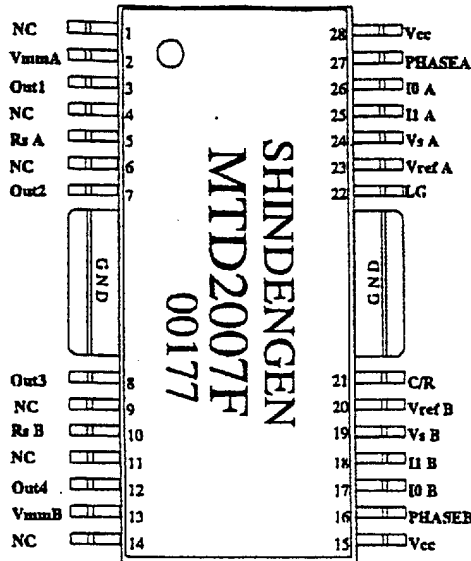 NC 1 28 Vcc
VmmA 2 27 PHASEA
Out1 3 26 I0 A
NC 4 25 I1 A
Rs A 5 24 Vs A
NC 6 23 Vref A
Out2 7 22 LG
GND GND
SHINDENGEN
MTD2007F
00177
Out3 8 21 C/R
NC 9 20 Vref B
Rs B 10 19 Vs B
NC 11 18 I1 B
Out4 12 17 I0 B
VmmB 13 16 PHASEB
NC 14 15 Vcc